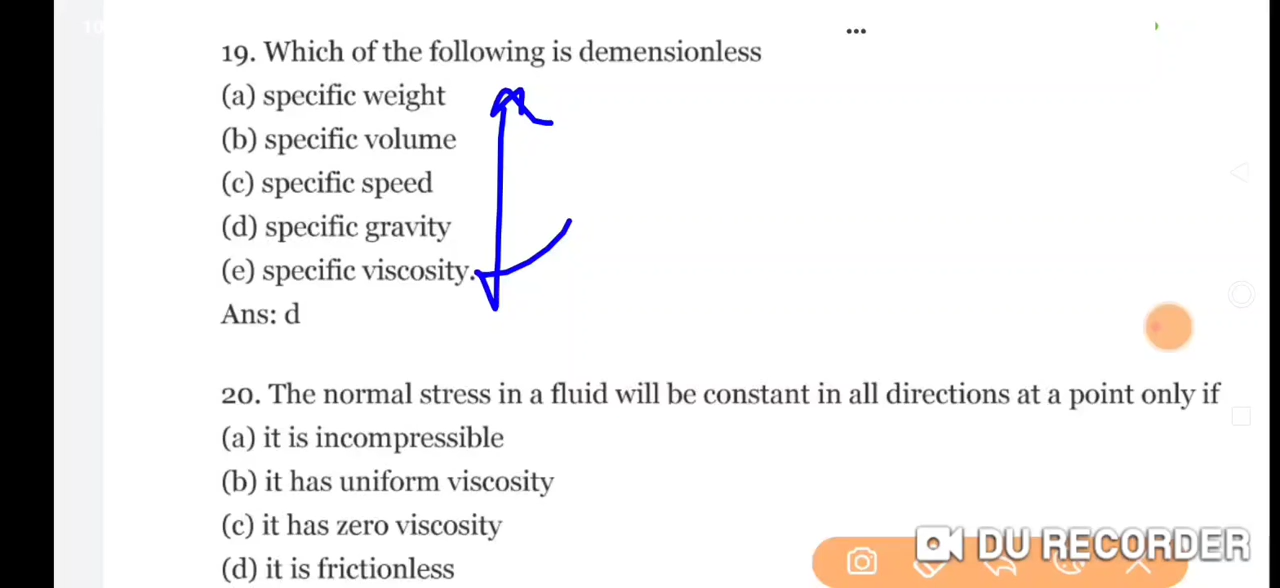 19. Which of the following is demensionless
(a) specific weight
(b) specific volume
(c) specific speed
(d) specific gravity
(e) specific viscosity.
Ans: d
20. The normal stress in a fluid will be constant in all directions at a point only if
(a) it is incompressible
(b) it has uniform viscosity
(c) it has zero viscosity
(d) it is frictionless
DU RECORDER